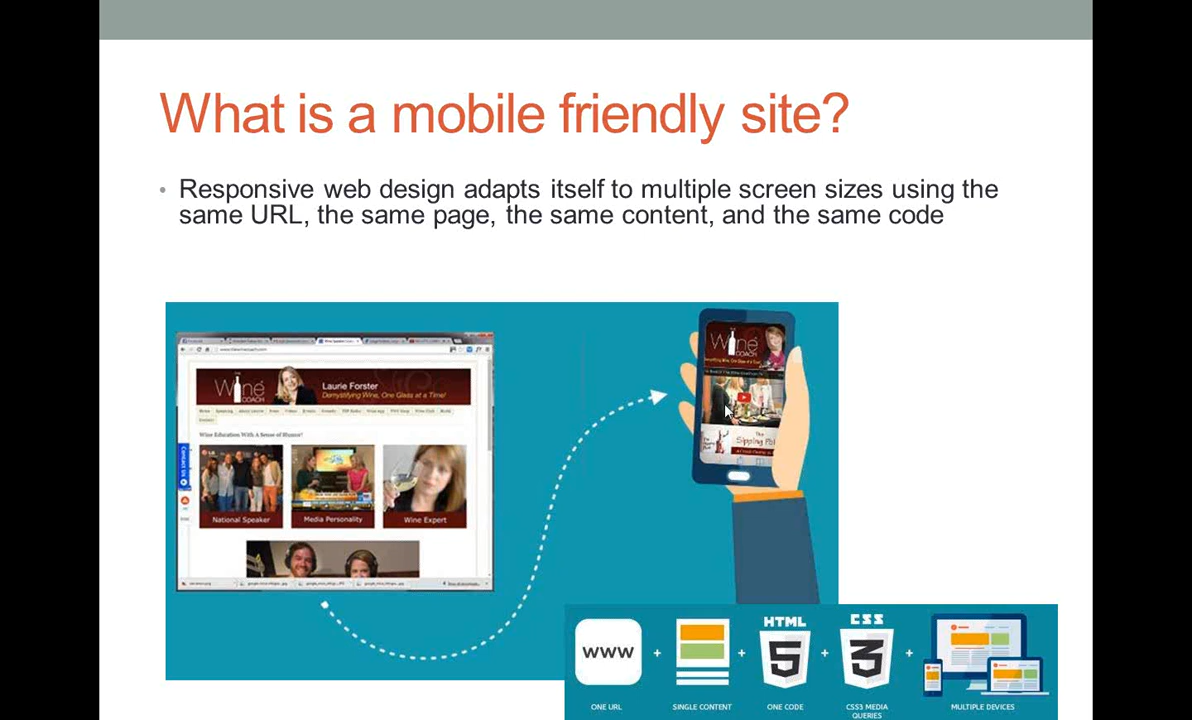 What is a mobile friendly site?
• Responsive web design adapts itself to multiple screen sizes using the
same URL, the same page, the same content, and the same code
Wine
COACH
Laurie Forster
Demystifying Wine, One Glass at a Time!
Wine Education With A Sense of Humor!
National Speaker
Media Personality
Wine Expert
Wine
COACH
The
WWW
+
+
HTML
5
+
CSS
3
+
ONE URL
SINGLE CONTENT
ONE CODE
CSS3 MEDIA
QUERIES
MULTIPLE DEVICES